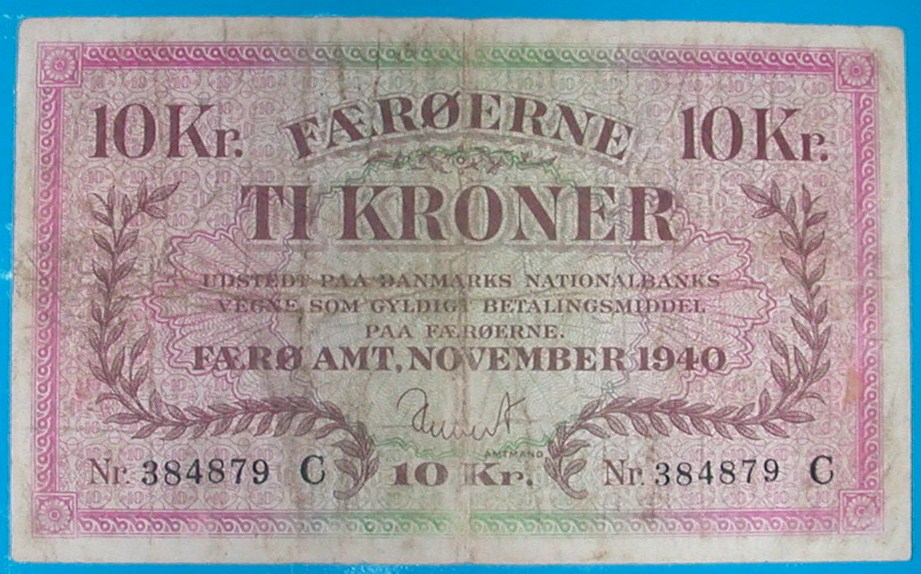 10 Kr. FÆRØERNE 10 Kr.
TI KRONER
UDSTEDT PAA DANMARKS NATIONALBANKS
VEGNE SOM GYLDIGT BETALINGSMIDDEL
PAA FÆRØERNE.
FÆRØ AMT, NOVEMBER 1940
AMTMAND
Nr. 384879 C 10 Kr. Nr. 384879 C